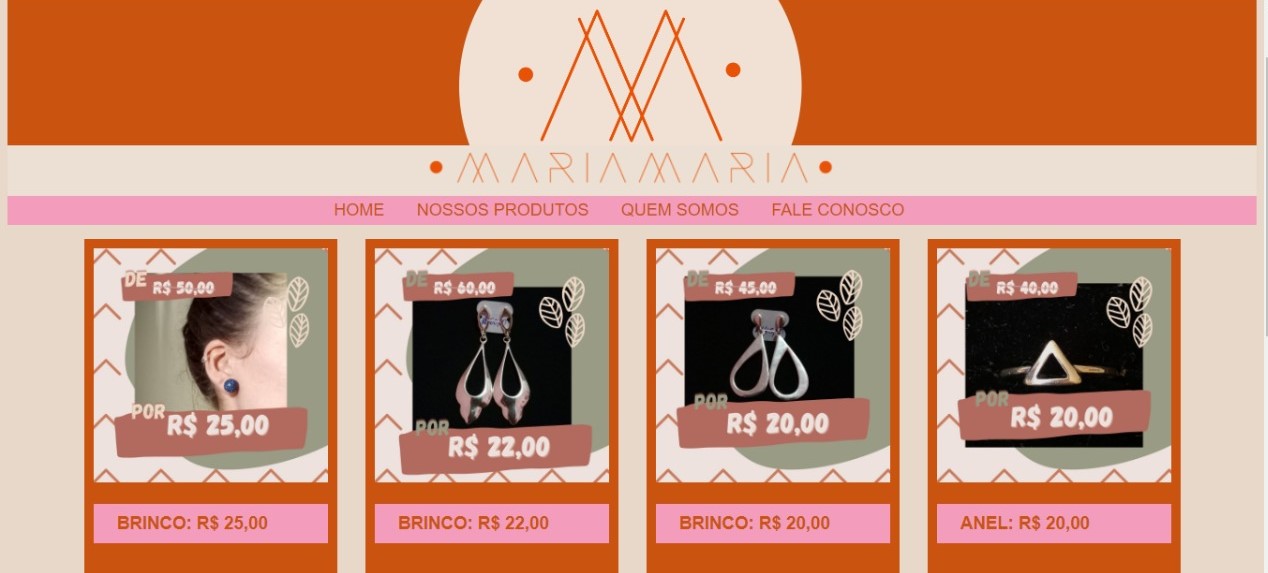 MARIAMARIA
HOME NOSSOS PRODUTOS QUEM SOMOS FALE CONOSCO
DE R$ 50,00
POR R$ 25,00
BRINCO: R$ 25,00
DE R$ 60,00
POR R$ 22,00
BRINCO: R$ 22,00
DE R$ 45,00
POR R$ 20,00
BRINCO: R$ 20,00
DE R$ 40,00
POR R$ 20,00
ANEL: R$ 20,00